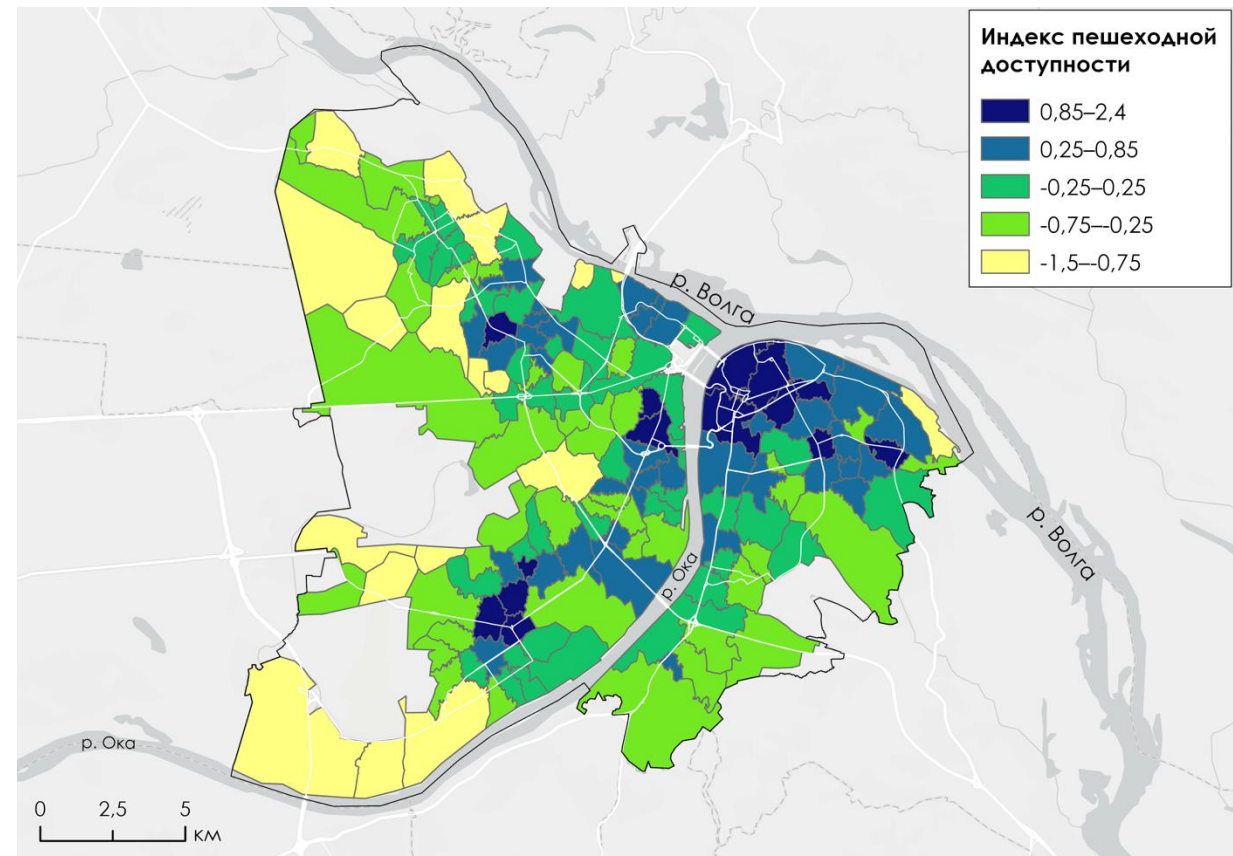 Индекс пешеходной
доступности
0,85–2,4
0,25–0,85
-0,25–0,25
-0,75–-0,25
-1,5–-0,75
р. Волга
р. Волга
р. Ока
р. Ока
0 2,5 5
КМ